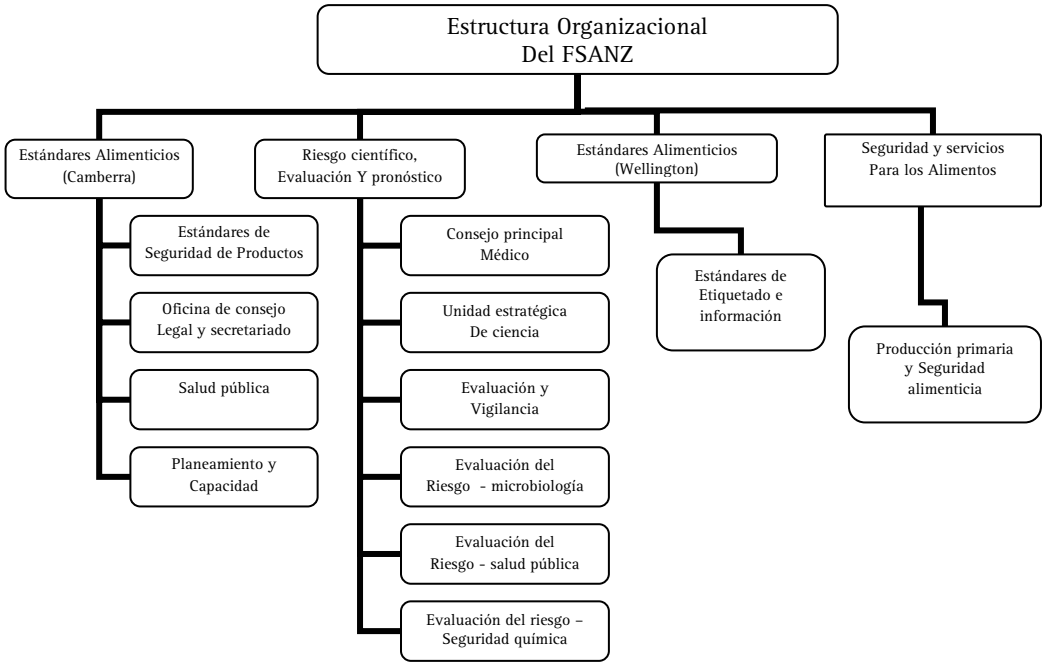 Estructura Organizacional
Del FSANZ
Estándares Alimenticios
(Camberra)
Riesgo científico,
Evaluación Y pronóstico
Estándares Alimenticios
(Wellington)
Seguridad y servicios
Para los Alimentos
Estándares de
Seguridad de Productos
Oficina de consejo
Legal y secretariado
Salud pública
Planeamiento y
Capacidad
Consejo principal
Médico
Unidad estratégica
De ciencia
Evaluación y
Vigilancia
Evaluación del
Riesgo - microbiología
Evaluación del
Riesgo - salud pública
Evaluación del riesgo –
Seguridad química
Estándares de
Etiquetado e
información
Producción primaria
y Seguridad
alimenticia